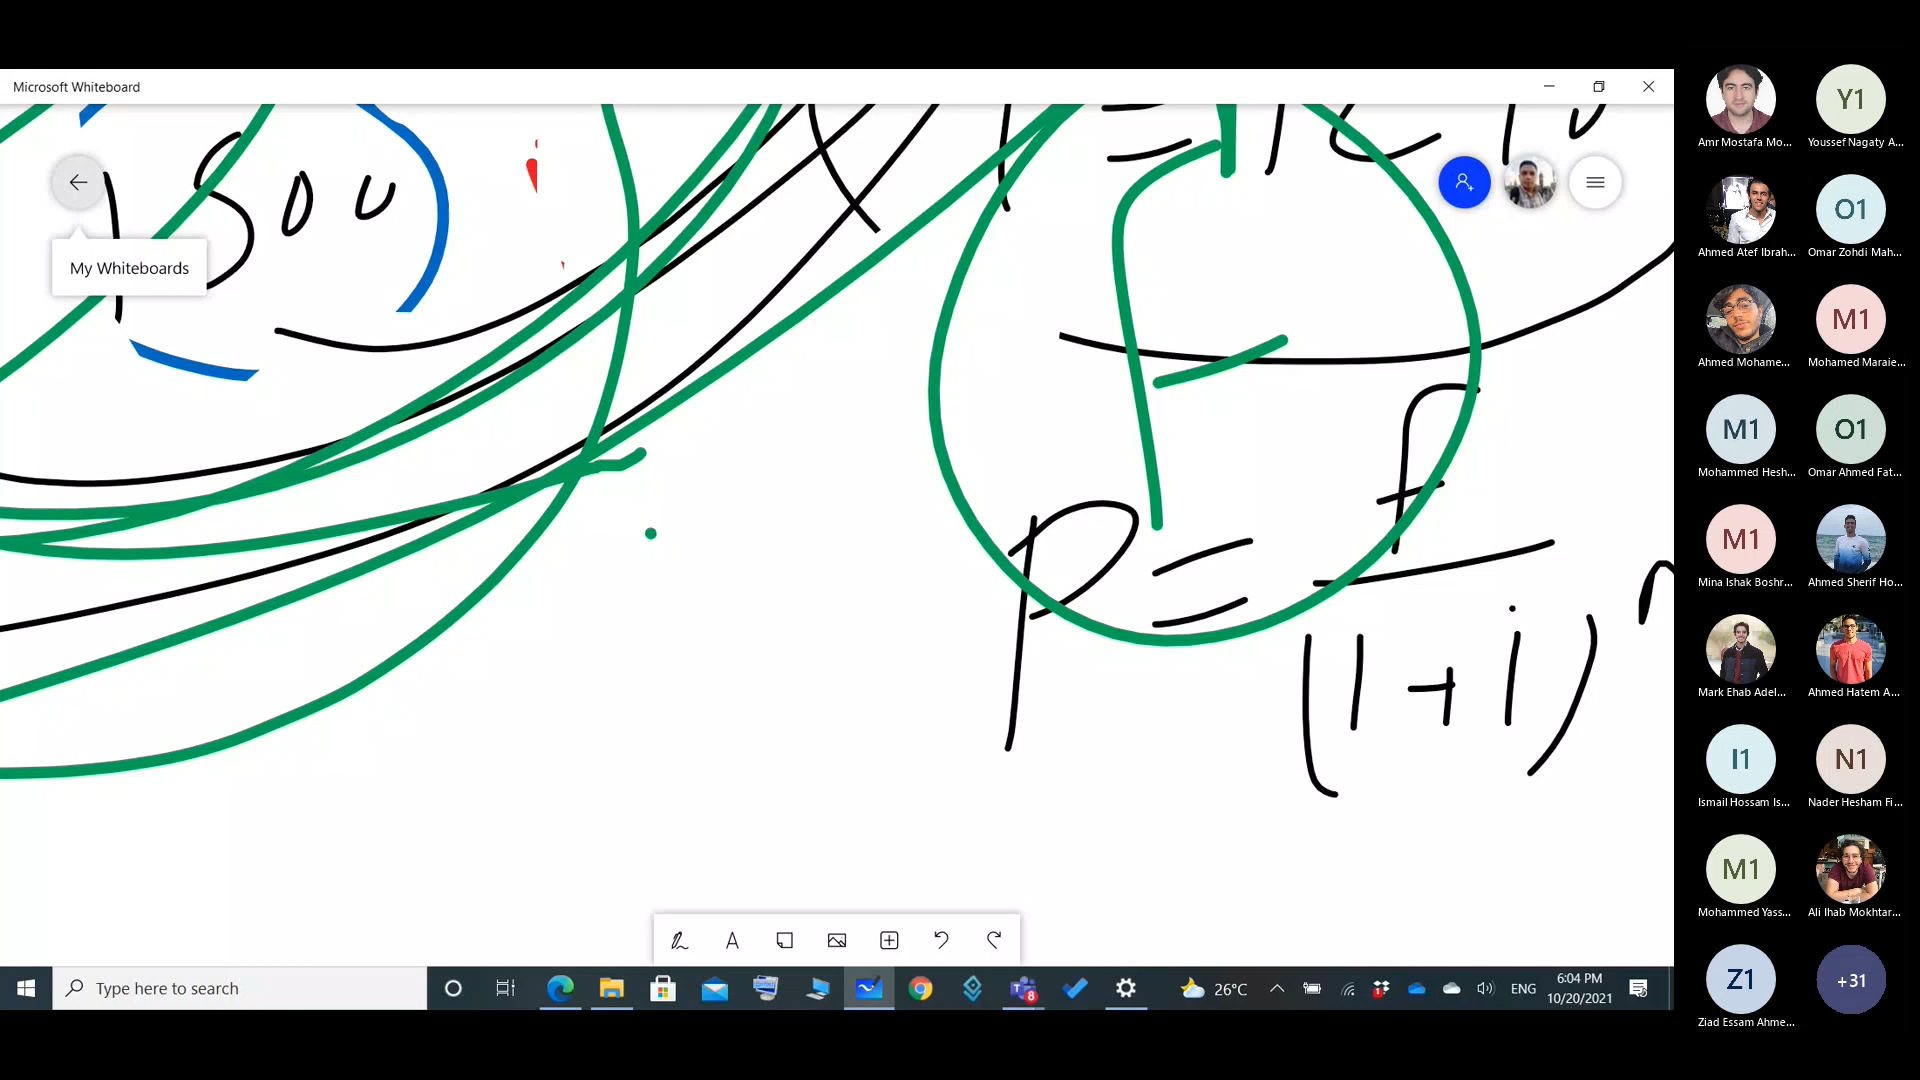 Microsoft Whiteboard
My Whiteboards
P = F
(1+i)
Type here to search
26°C
ENG
6:04 PM
10/20/2021
8
Amr Mostafa Mo...
Y1
Youssef Nagaty A...
Ahmed Atef Ibrah...
O1
Omar Zohdi Mah...
Ahmed Mohame...
M1
Mohamed Maraie...
M1
Mohammed Hesh...
O1
Omar Ahmed Fat...
M1
Mina Ishak Boshr...
Ahmed Sherif Ho...
Mark Ehab Adel...
Ahmed Hatem A...
I1
Ismail Hossam Is...
N1
Nader Hesham Fi...
M1
Mohammed Yass...
Ali Ihab Mokhtar...
Z1
Ziad Essam Ahme...
+31